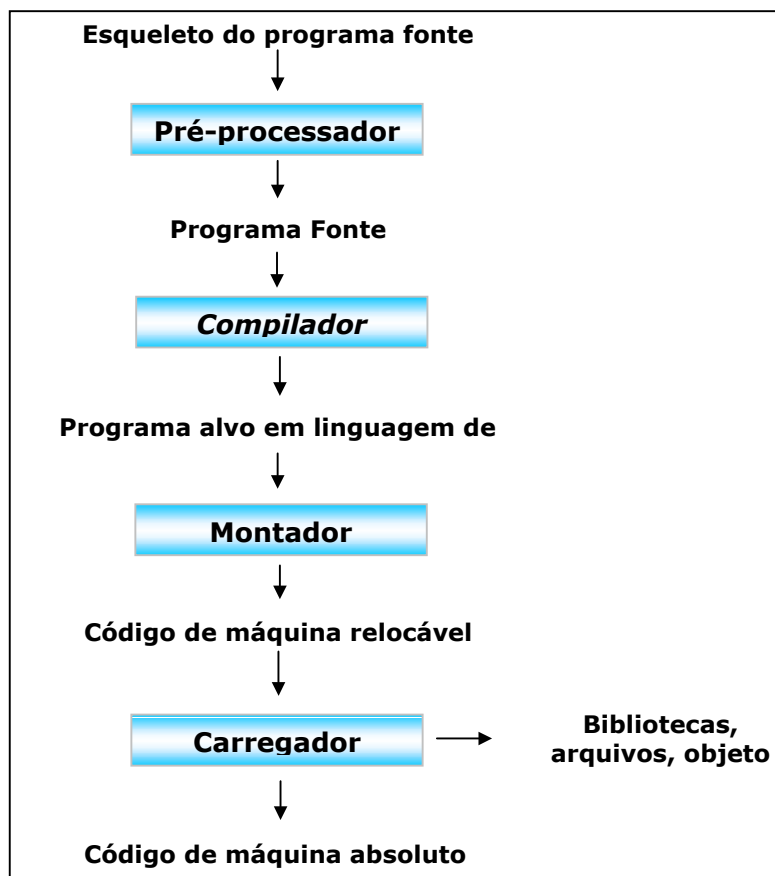 Esqueleto do programa fonte
Pré-processador
Programa Fonte
Compilador
Programa alvo em linguagem de
Montador
Código de máquina relocável
Carregador
Bibliotecas,
arquivos, objeto
Código de máquina absoluto